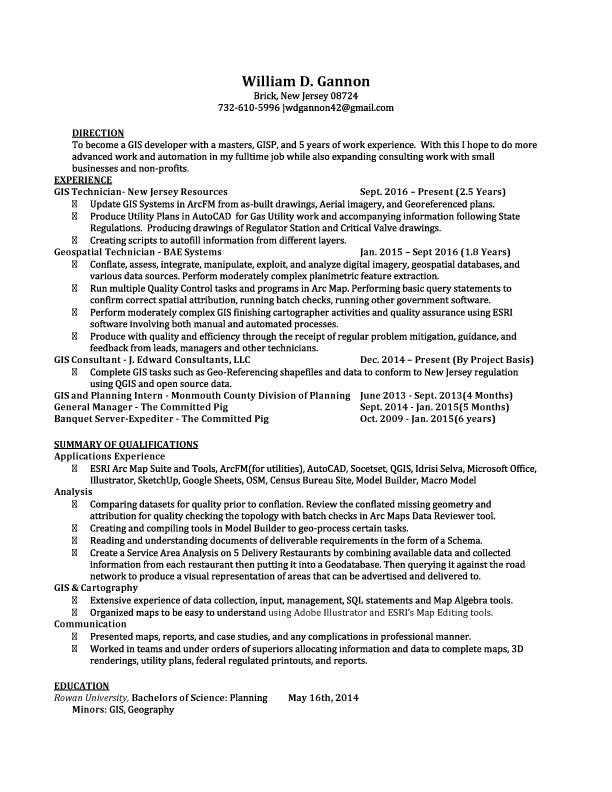 William D. Gannon
Brick, New Jersey 08724
732-610-5996 |wdgannon42@gmail.com
DIRECTION
To become a GIS developer with a masters, GISP, and 5 years of work experience. With this I hope to do more
advanced work and automation in my fulltime job while also expanding consulting work with small
businesses and non-profits.
EXPERIENCE
GIS Technician- New Jersey Resources Sept. 2016 – Present (2.5 Years)
Update GIS Systems in ArcFM from as-built drawings, Aerial imagery, and Georeferenced plans.
Produce Utility Plans in AutoCAD for Gas Utility work and accompanying information following State
Regulations. Producing drawings of Regulator Station and Critical Valve drawings.
Creating scripts to autofill information from different layers.
Geospatial Technician - BAE Systems Jan. 2015 – Sept 2016 (1.8 Years)
Conflate, assess, integrate, manipulate, exploit, and analyze digital imagery, geospatial databases, and
various data sources. Perform moderately complex planimetric feature extraction.
Run multiple Quality Control tasks and programs in Arc Map. Performing basic query statements to
confirm correct spatial attribution, running batch checks, running other government software.
Perform moderately complex GIS finishing cartographer activities and quality assurance using ESRI
software involving both manual and automated processes.
Produce with quality and efficiency through the receipt of regular problem mitigation, guidance, and
feedback from leads, managers and other technicians.
GIS Consultant - J. Edward Consultants, LLC Dec. 2014 – Present (By Project Basis)
Complete GIS tasks such as Geo-Referencing shapefiles and data to conform to New Jersey regulation
using QGIS and open source data.
GIS and Planning Intern - Monmouth County Division of Planning June 2013 - Sept. 2013(4 Months)
General Manager - The Committed Pig Sept. 2014 - Jan. 2015(5 Months)
Banquet Server-Expediter - The Committed Pig Oct. 2009 - Jan. 2015(6 years)
SUMMARY OF QUALIFICATIONS
Applications Experience
ESRI Arc Map Suite and Tools, ArcFM(for utilities), AutoCAD, Socetset, QGIS, Idrisi Selva, Microsoft Office,
Illustrator, SketchUp, Google Sheets, OSM, Census Bureau Site, Model Builder, Macro Model
Analysis
Comparing datasets for quality prior to conflation. Review the conflated missing geometry and
attribution for quality checking the topology with batch checks in Arc Maps Data Reviewer tool.
Creating and compiling tools in Model Builder to geo-process certain tasks.
Reading and understanding documents of deliverable requirements in the form of a Schema.
Create a Service Area Analysis on 5 Delivery Restaurants by combining available data and collected
information from each restaurant then putting it into a Geodatabase. Then querying it against the road
network to produce a visual representation of areas that can be advertised and delivered to.
GIS & Cartography
Extensive experience of data collection, input, management, SQL statements and Map Algebra tools.
Organized maps to be easy to understand using Adobe Illustrator and ESRI's Map Editing tools.
Communication
Presented maps, reports, and case studies, and any complications in professional manner.
Worked in teams and under orders of superiors allocating information and data to complete maps, 3D
renderings, utility plans, federal regulated printouts, and reports.
EDUCATION
Rowan University, Bachelors of Science: Planning May 16th, 2014
Minors: GIS, Geography